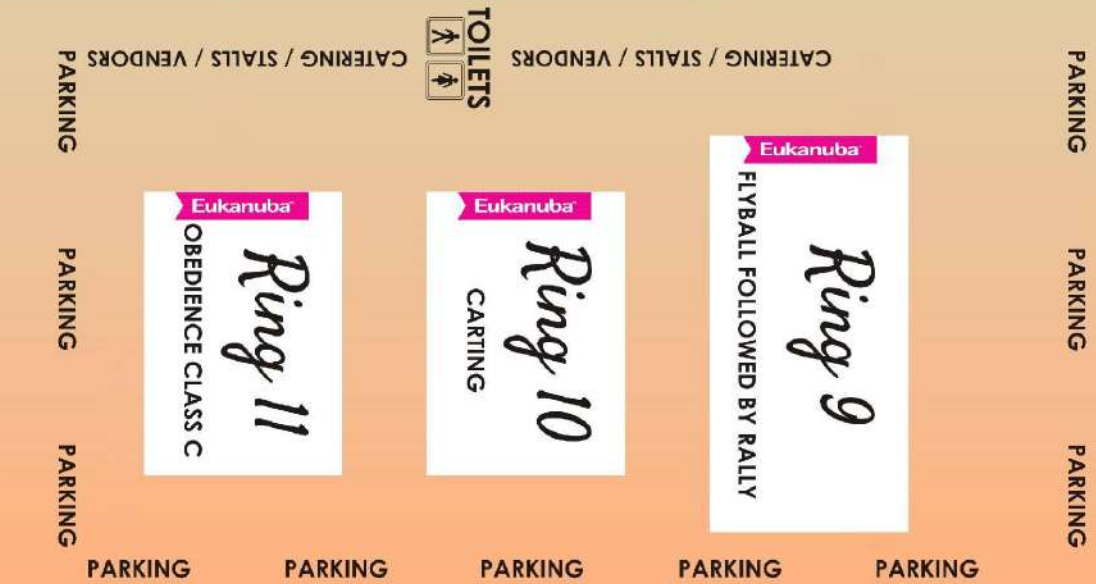 TOILETS
CATERING / STALLS / VENDORS
CATERING / STALLS / VENDORS
PARKING
PARKING
PARKING
PARKING
PARKING
PARKING
Eukanuba
Ring 11
OBEDIENCE CLASS C
Eukanuba
Ring 10
CARTING
Eukanuba
Ring 9
FLYBALL FOLLOWED BY RALLY
PARKING
PARKING
PARKING
PARKING
PARKING